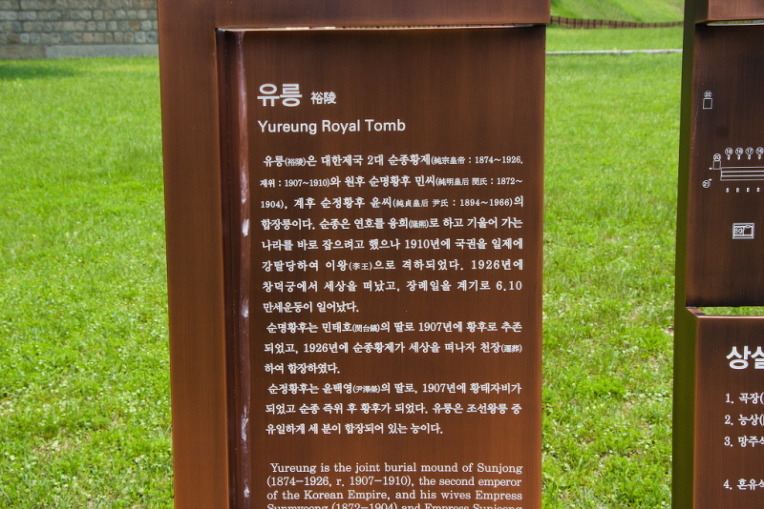 유릉 裕陵
Yureung Royal Tomb
유릉(裕陵)은 대한제국 2대 순종황제(純宗皇帝 : 1874~1926,
재위 : 1907~1910)와 원후 순명황후 민씨(純明皇后 閔氏 : 1872~
1904), 계후 순정황후 윤씨(純貞皇后 尹氏 : 1894~1966)의
합장릉이다. 순종은 연호를 융희(隆熙)로 하고 기울어 가는
나라를 바로 잡으려고 했으나 1910년에 국권을 일제에
강탈당하여 이왕(李王)으로 격하되었다. 1926년에
창덕궁에서 세상을 떠났고, 장례일을 계기로 6.10
만세운동이 일어났다.
순명황후는 민태호(閔台鎬)의 딸로 1907년에 황후로 추존
되었고, 1926년에 순종황제가 세상을 떠나자 천장(遷葬)
하여 합장하였다.
순정황후는 윤택영(尹澤榮)의 딸로, 1907년에 황태자비가
되었고 순종 즉위 후 황후가 되었다. 유릉은 조선왕릉 중
유일하게 세 분이 합장되어 있는 능이다.
Yureung is the joint burial mound of Sunjong
(1874-1926, r. 1907-1910), the second emperor
of the Korean Empire, and his wives Empress
Sunmyeong (1872-1904) and Empress Sunjeong
상설
1. 곡장(
2. 능상(
3. 망주석
4. 혼유석